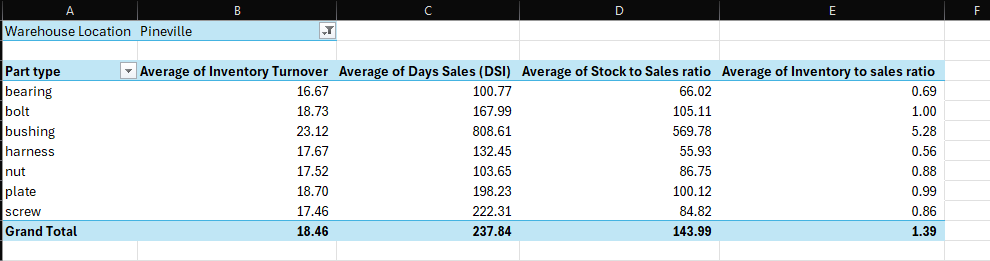 A B C D E F
Warehouse Location Pineville
Part type Average of Inventory Turnover Average of Days Sales (DSI) Average of Stock to Sales ratio Average of Inventory to sales ratio
bearing 16.67 100.77 66.02 0.69
bolt 18.73 167.99 105.11 1.00
bushing 23.12 808.61 569.78 5.28
harness 17.67 132.45 55.93 0.56
nut 17.52 103.65 86.75 0.88
plate 18.70 198.23 100.12 0.99
screw 17.46 222.31 84.82 0.86
Grand Total 18.46 237.84 143.99 1.39